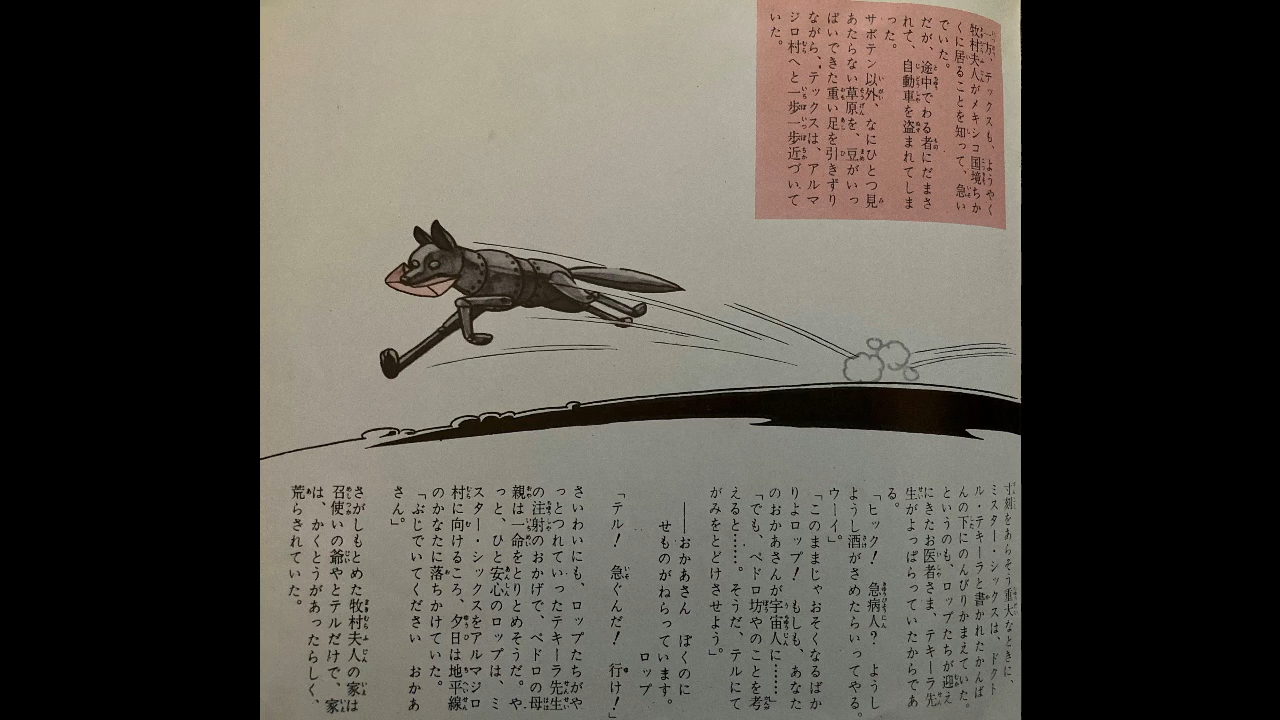 一方、テックスも、ようやく
牧村夫人がメキシコ国境ちか
くに居ることを知って、急い
でいた。
だが、途中でわる者にだまさ
れて、自動車を盗まれてしま
った。
サボテン以外、なにひとつ見
あたらない草原を、豆がいっ
ぱいできた重い足を引きずり
ながら、テックスは、アルマ
ジロ村へと一歩一歩近づいて
いた。
寸刻をあらそう重大なときに、
ミスター・シックスは、ドクト
ル・テキーラと書かれたかんば
んの下にのんびりかまえていた。
というのも、ロップたちが迎え
にきたお医者さま、テキーラ先
生がよっぱらっていたからであ
る。
「ヒック！　急病人？　ようし
ようし酒がさめたらいってやる。
ウーイ。」
「このままじゃおそくなるばか
りよロップ！　もしも、あなた
のおかあさんが宇宙人に……」
「でも、ペドロ坊やのことを考
えると……。そうだ、テルにて
がみをとどけさせよう。」
――おかあさん　ぼくのに
せものがねらっています。
ロップ
「テル！　急ぐんだ！　行け！」
さいわいにも、ロップたちがや
っとつれていったテキーラ先生
の注射のおかげで、ペドロの母
親は一命をとりとめそうだ。や
っと、ひと安心のロップは、ミ
スター・シックスをアルマジロ
村に向けるころ、夕日は地平線
のかなたに落ちかけていた。
「ぶじでいてください　おかあ
さん」
さがしもとめた牧村夫人の家は
召使いの爺やとテルだけで、家
は、かくとうがあったらしく、
荒らされていた。